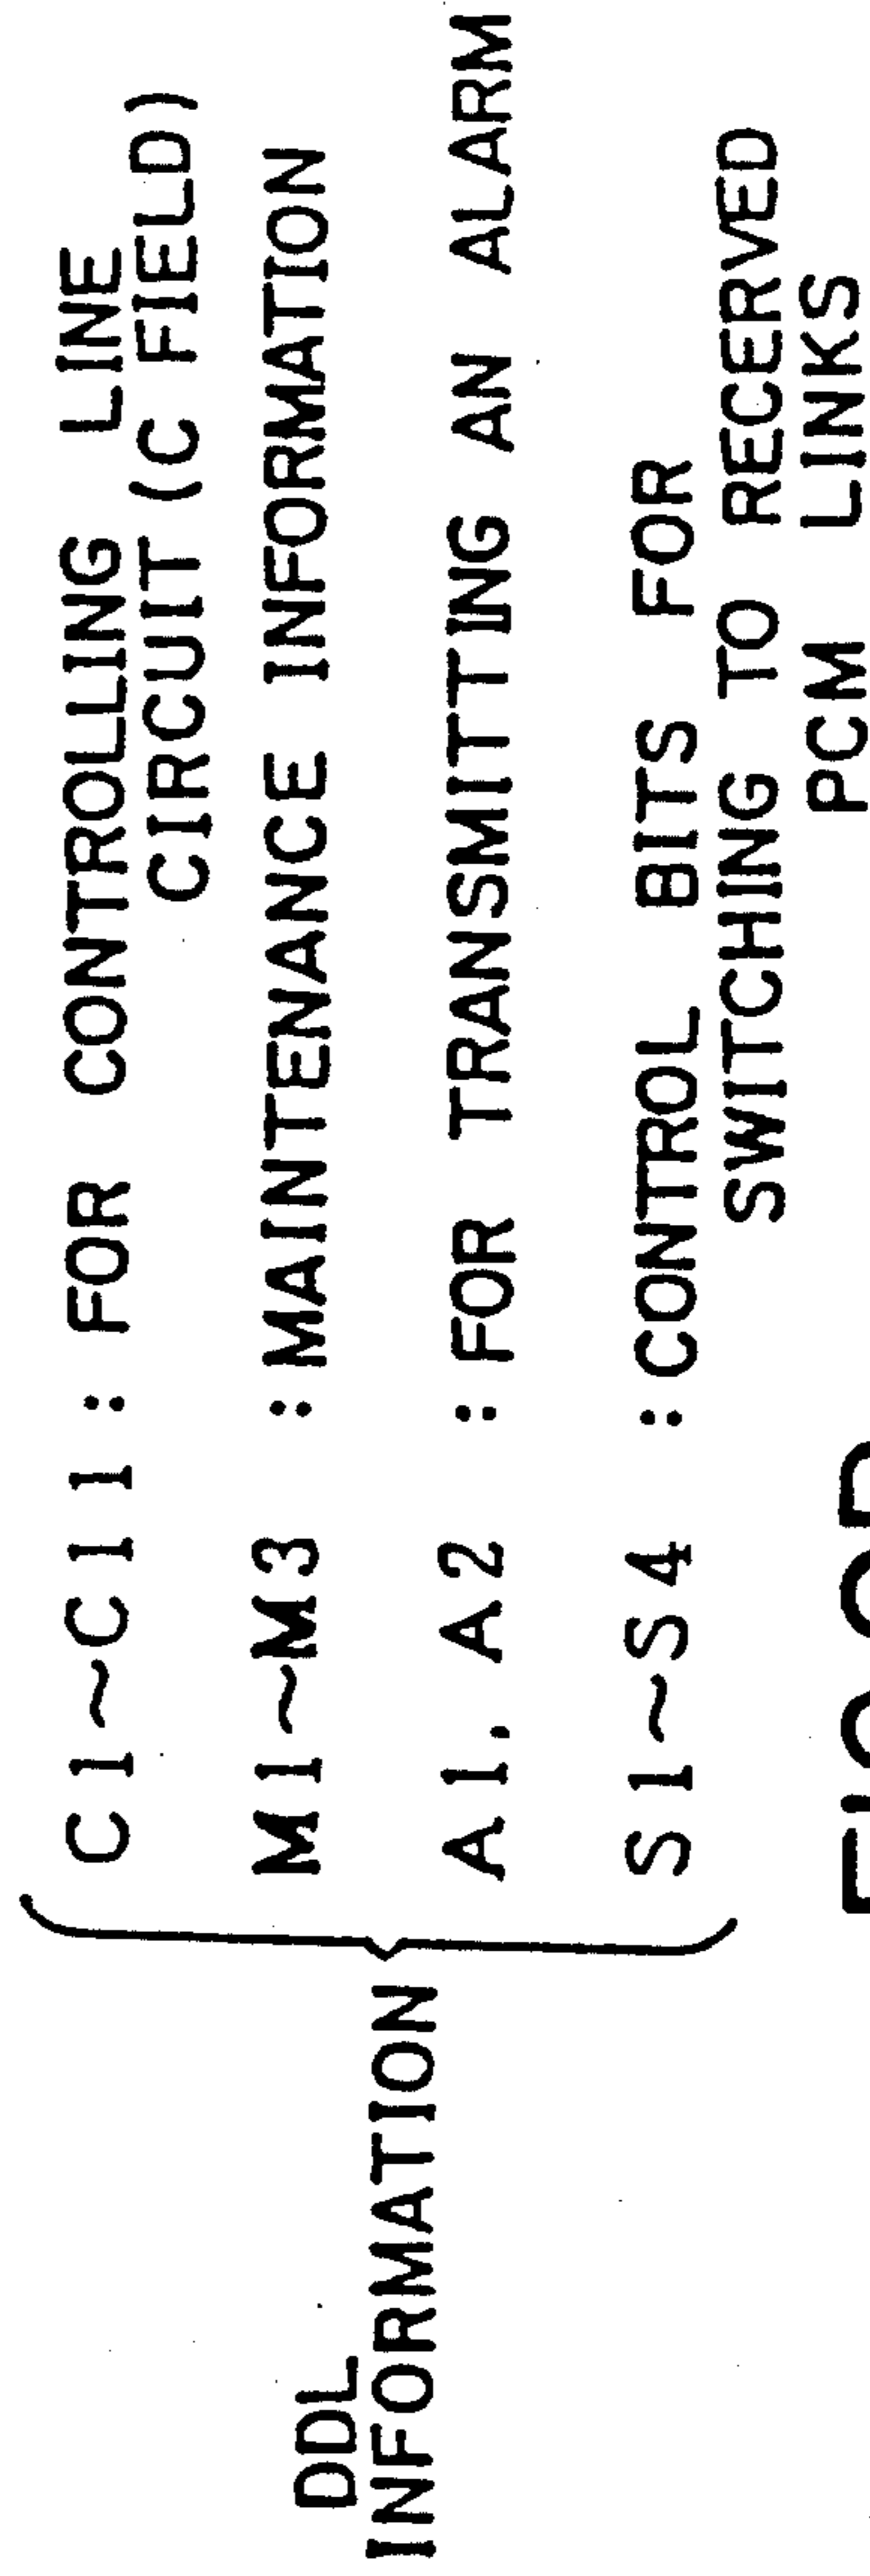 C1~C11: FOR CONTROLLING LINE
CIRCUIT (C FIELD)
M1~M3 : MAINTENANCE INFORMATION
A1. A2 : FOR TRANSMITTING AN ALARM
S1~S4 : CONTROL BITS FOR
SWITCHING TO RECERVED
PCM LINKS
DDL
INFORMATION